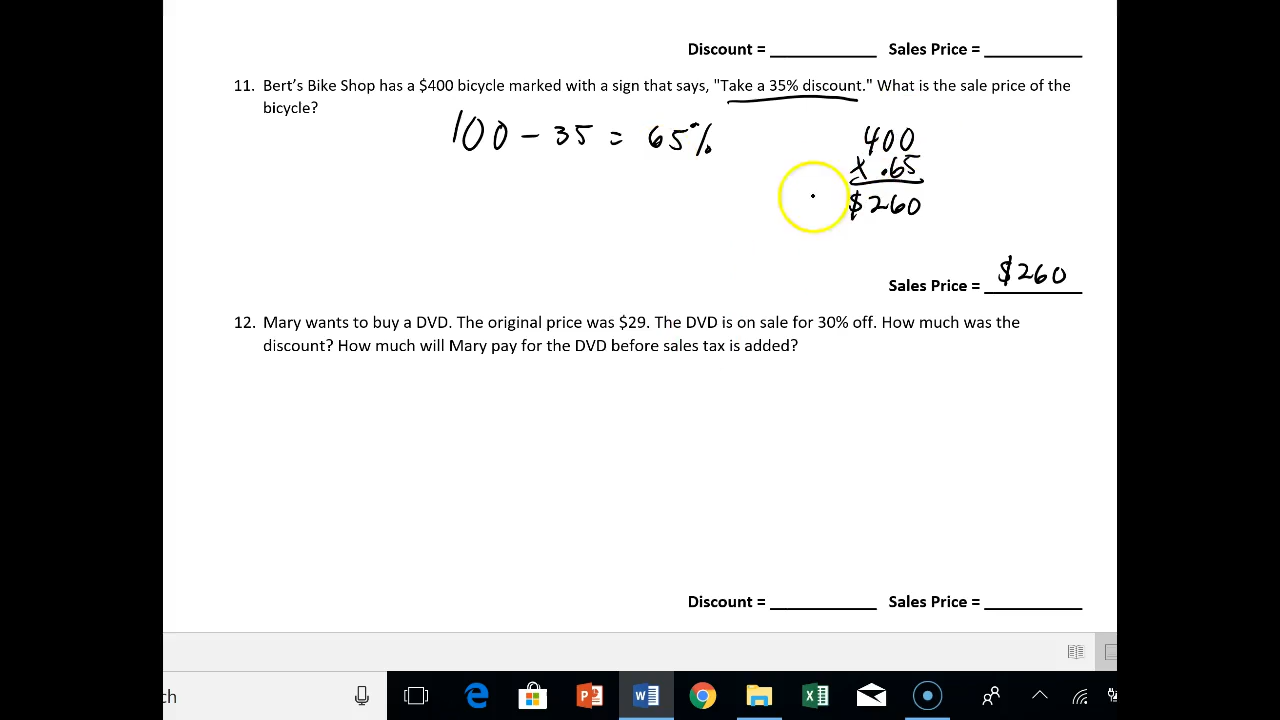 Discount = ____________ Sales Price = ___________
11. Bert's Bike Shop has a $400 bicycle marked with a sign that says, "Take a 35% discount." What is the sale price of the
bicycle?
100 - 35 = 65%
400
x .65
$260
Sales Price = $260
12. Mary wants to buy a DVD. The original price was $29. The DVD is on sale for 30% off. How much was the
discount? How much will Mary pay for the DVD before sales tax is added?
Discount = ____________ Sales Price = ___________
ch